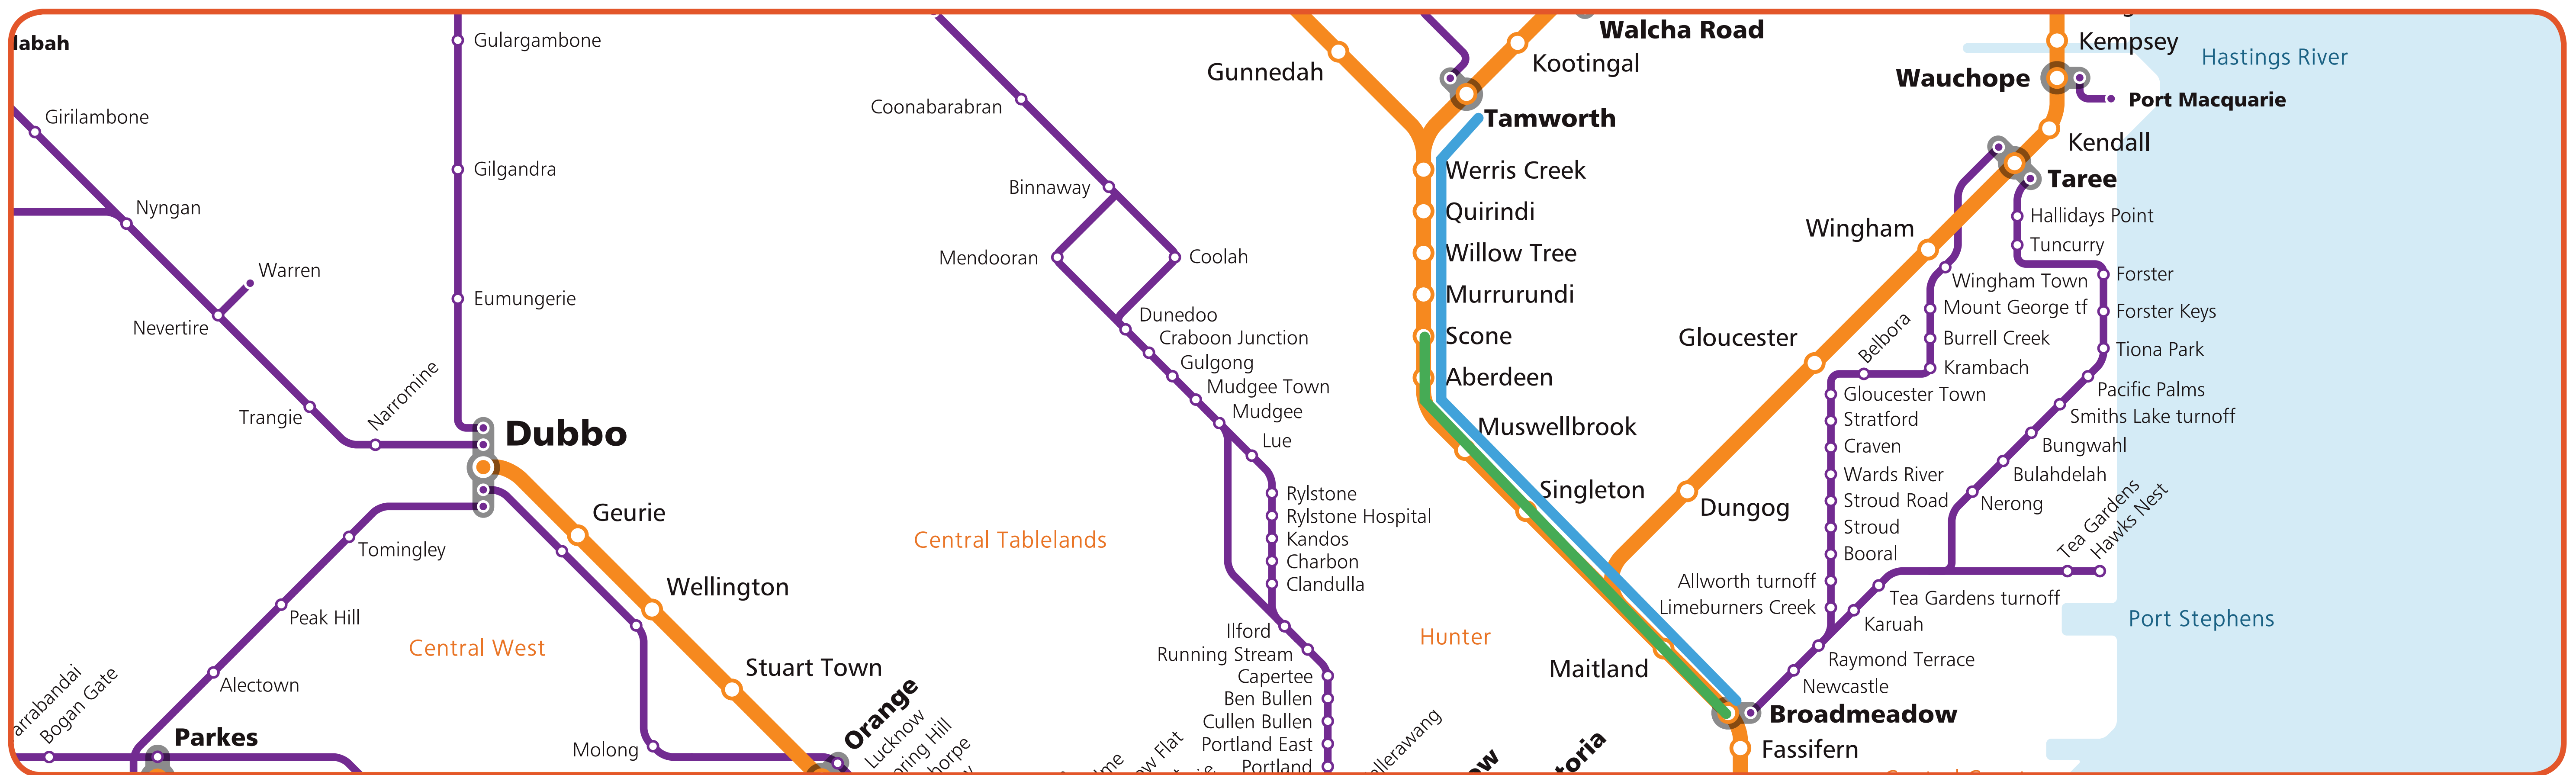 Gulargambone
Girilambone
Gilgandra
Nyngan
Warren
Eumungerie
Nevertire
Trangie
Narromine
Dubbo
Geurie
Tomingley
Wellington
Peak Hill
Central West
Stuart Town
Alectown
Bogan Gate
Parkes
Molong
Orange
Lucknow
Coonabarabran
Binnaway
Mendooran
Coolah
Dunedoo
Craboon Junction
Gulgong
Mudgee Town
Mudgee
Lue
Rylstone
Rylstone Hospital
Kandos
Charbon
Clandulla
Central Tablelands
Ilford
Running Stream
Capertee
Ben Bullen
Cullen Bullen
Portland East
Portland
Gunnedah
Walcha Road
Kootingal
Tamworth
Werris Creek
Quirindi
Willow Tree
Murrurundi
Scone
Aberdeen
Muswellbrook
Singleton
Hunter
Maitland
Broadmeadow
Fassifern
Dungog
Gloucester
Wingham
Kempsey
Wauchope
Port Macquarie
Hastings River
Kendall
Taree
Hallidays Point
Tuncurry
Forster
Forster Keys
Tiona Park
Pacific Palms
Smiths Lake turnoff
Bungwahl
Bulahdelah
Nerong
Tea Gardens
Hawks Nest
Wingham Town
Mount George tf
Burrell Creek
Krambach
Belbora
Gloucester Town
Stratford
Craven
Wards River
Stroud Road
Stroud
Booral
Allworth turnoff
Limeburners Creek
Tea Gardens turnoff
Karuah
Raymond Terrace
Newcastle
Port Stephens